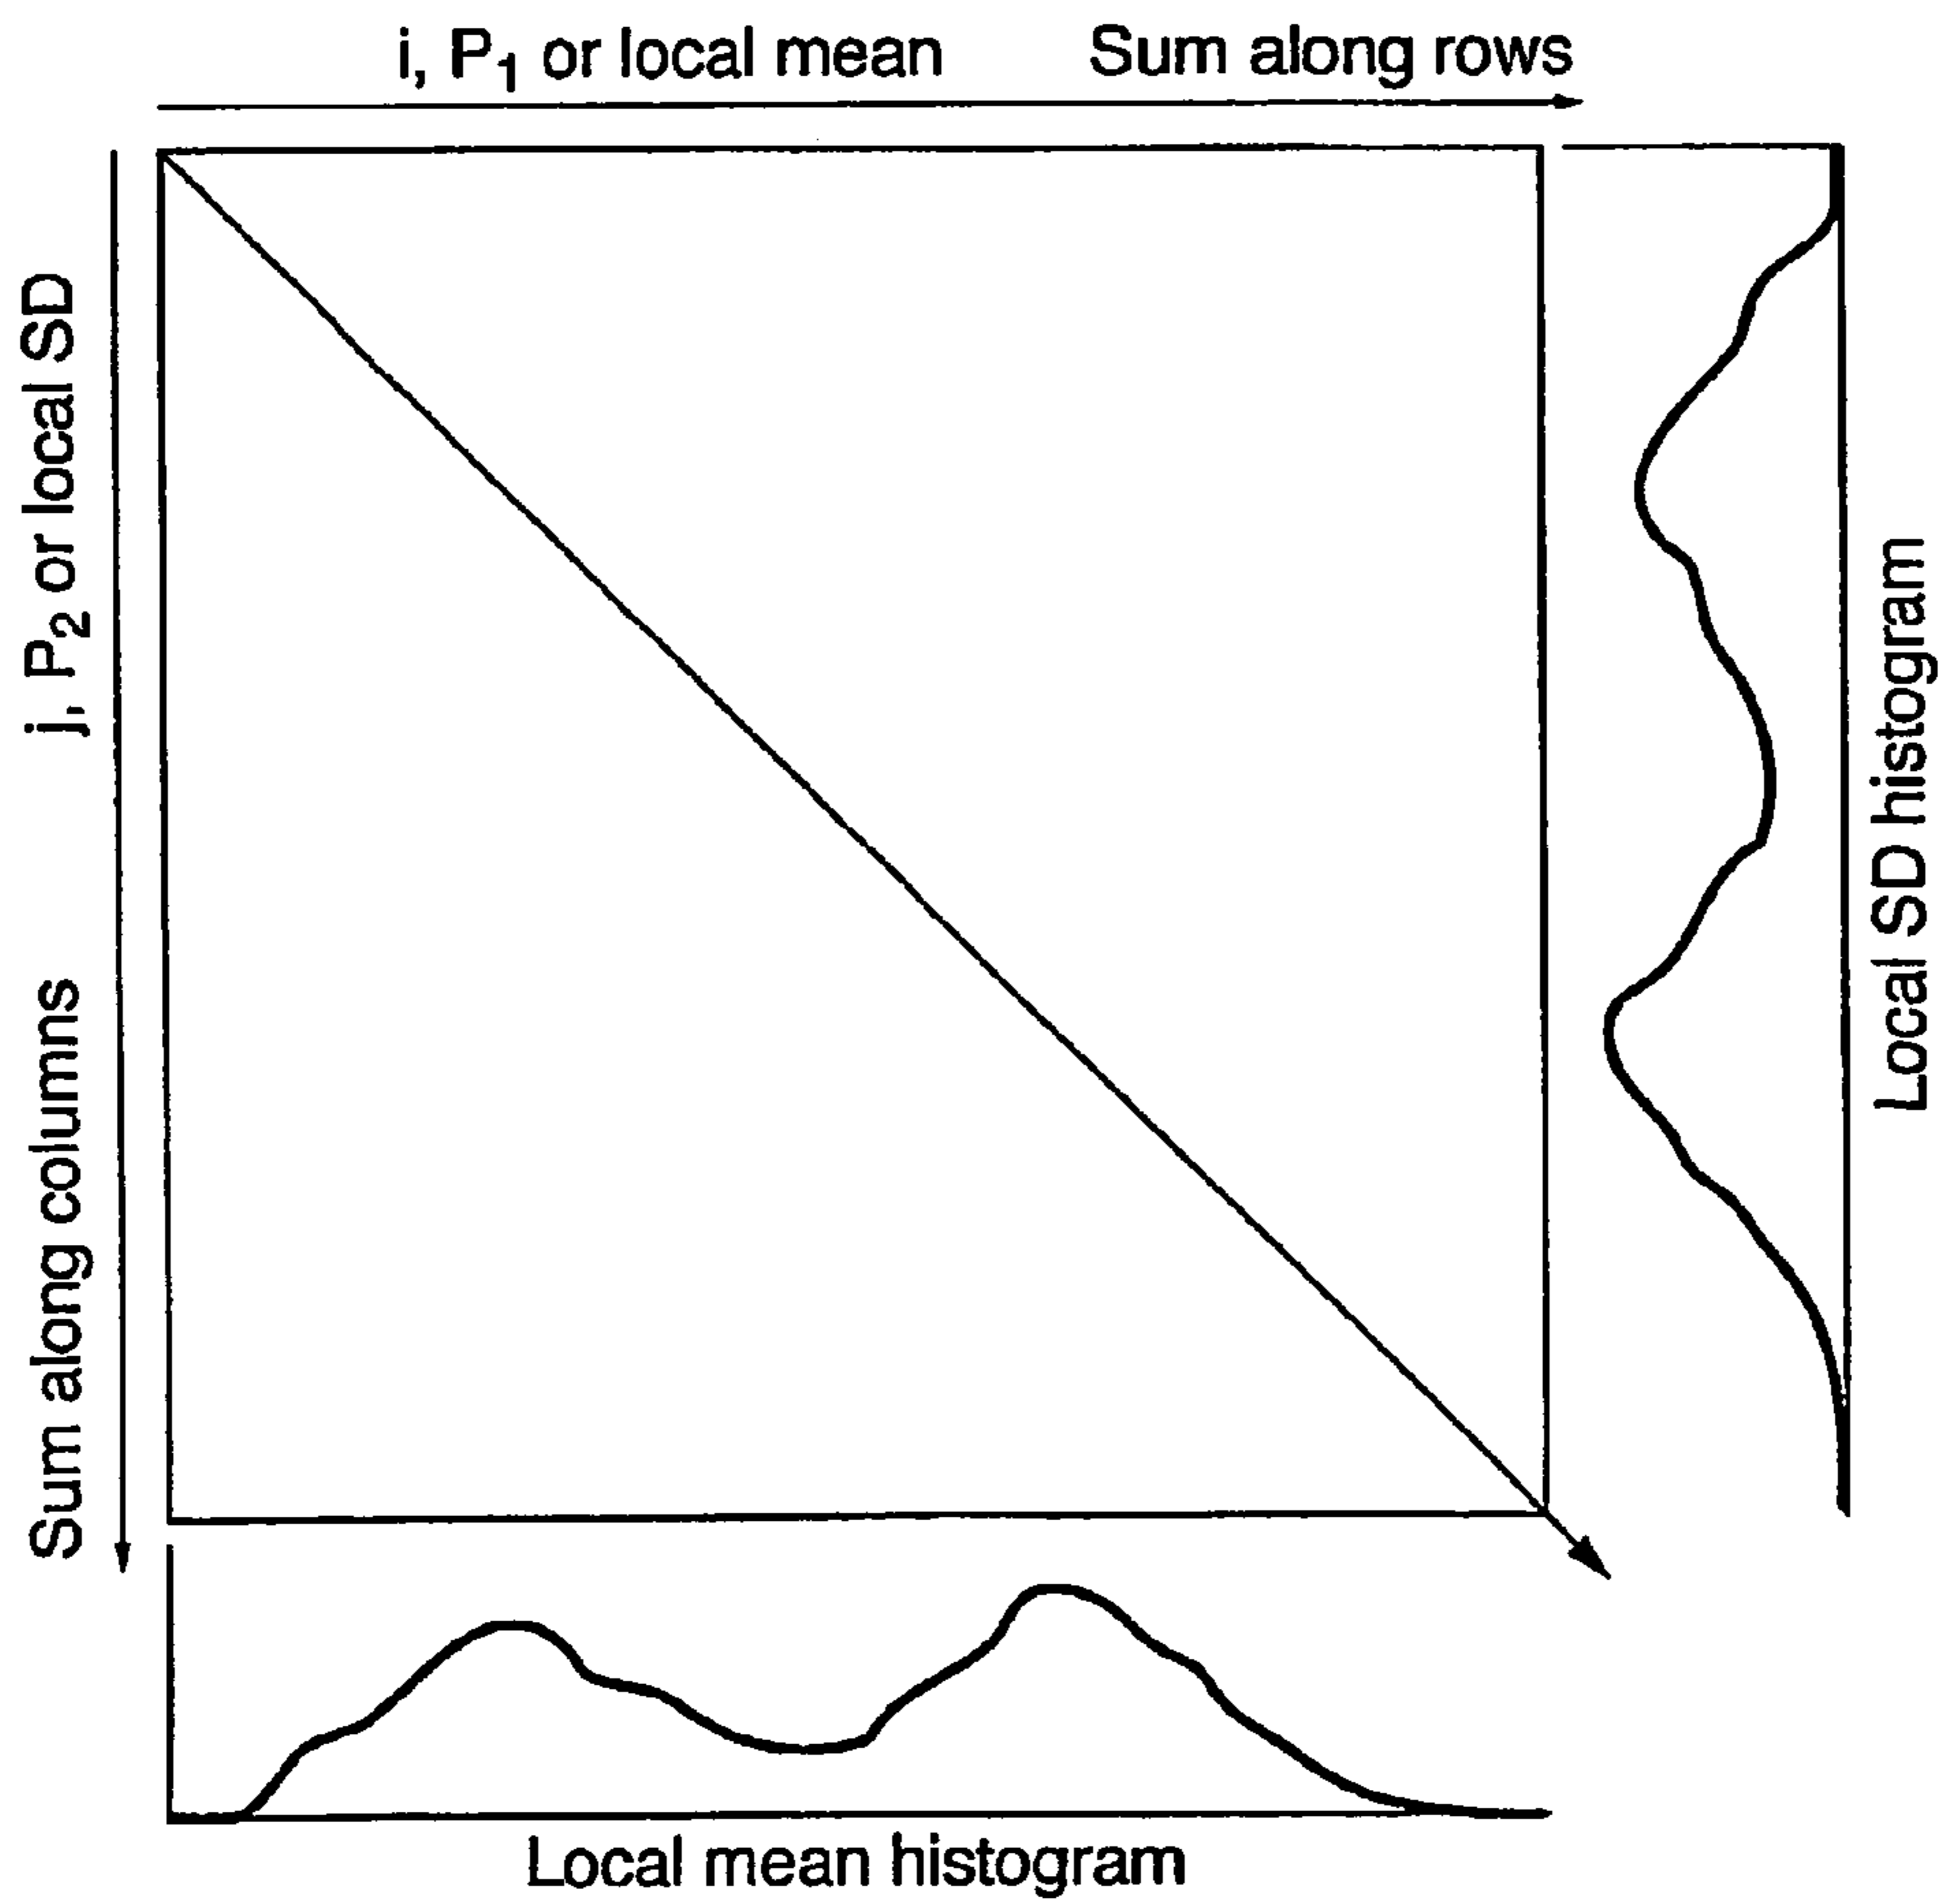 i, P1 or local mean
Sum along rows
j, P2 or local SD
Sum along columns
Local SD histogram
Local mean histogram